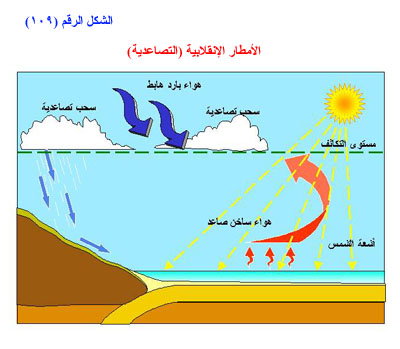 الشكل الرقم (١٠٩)
الأمطار الإنقلابية (التصاعدية)
هواء بارد هابط
سحب تصاعدية
سحب تصاعدية
مستوى التكاثف
هواء ساخن صاعد
أشعة الشمس